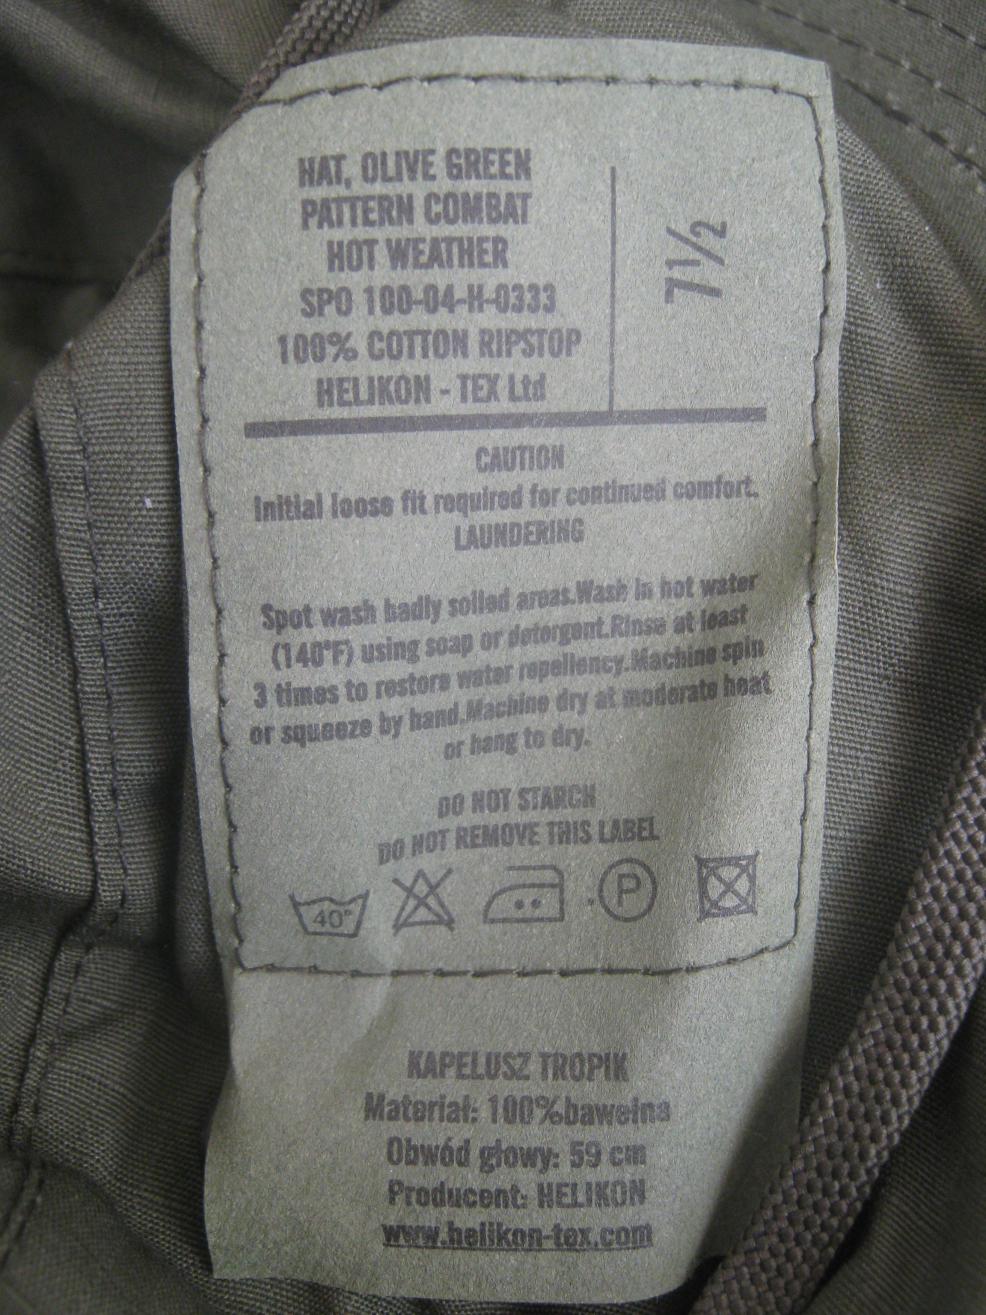 HAT, OLIVE GREEN
PATTERN COMBAT
HOT WEATHER
SPO 100-04-H-0333
100% COTTON RIPSTOP
HELIKON - TEX Ltd
7½
CAUTION
Initial loose fit required for continued comfort.
LAUNDERING
Spot wash badly soiled areas.Wash in hot water
(140°F) using soap or detergent.Rinse at least
3 times to restore water repellency.Machine spin
or squeeze by hand.Machine dry at moderate heat
or hang to dry.
DO NOT STARCH
DO NOT REMOVE THIS LABEL
40°
P
KAPELUSZ TROPIK
Materiał: 100%bawełna
Obwód głowy: 59 cm
Producent: HELIKON
www.helikon-tex.com